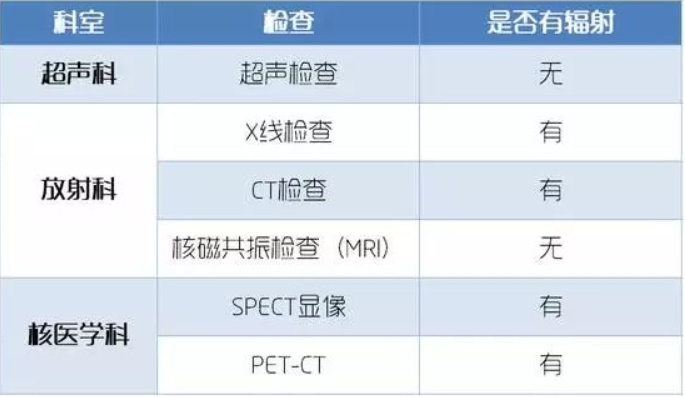 科室 检查 是否有辐射
超声科 超声检查 无
X线检查 有
放射科 CT检查 有
核磁共振检查（MRI） 无
SPECT显像 有
核医学科
PET-CT 有